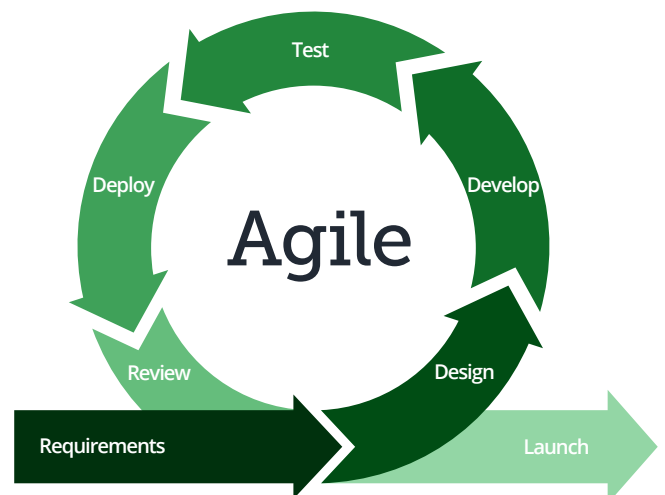 Test
Deploy
Develop
Agile
Review
Design
Requirements
Launch